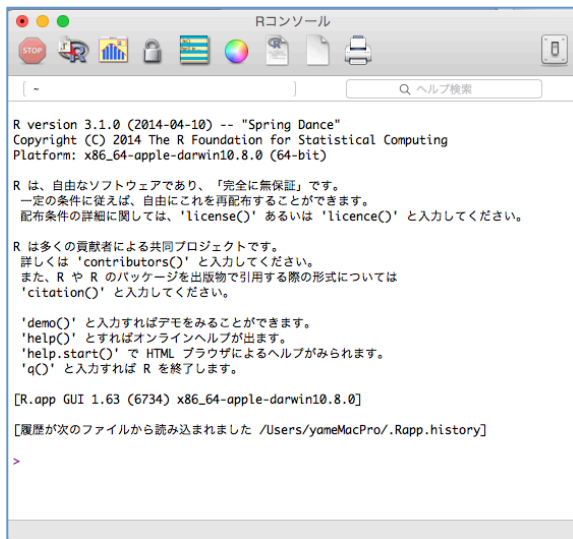 Rコンソール
STOP
R
~
ヘルプ検索
R version 3.1.0 (2014-04-10) -- "Spring Dance"
Copyright (C) 2014 The R Foundation for Statistical Computing
Platform: x86_64-apple-darwin10.8.0 (64-bit)
R は、自由なソフトウェアであり、「完全に無保証」です。
一定の条件に従えば、自由にこれを再配布することができます。
配布条件の詳細に関しては、'license()' あるいは 'licence()' と入力してください。
R は多くの貢献者による共同プロジェクトです。
詳しくは 'contributors()' と入力してください。
また、R や R のパッケージを出版物で引用する際の形式については
'citation()' と入力してください。
'demo()' と入力すればデモをみることができます。
'help()' とすればオンラインヘルプが出ます。
'help.start()' で HTML ブラウザによるヘルプがみられます。
'q()' と入力すれば R を終了します。
[R.app GUI 1.63 (6734) x86_64-apple-darwin10.8.0]
[履歴が次のファイルから読み込まれました /Users/yameMacPro/.Rapp.history]
>